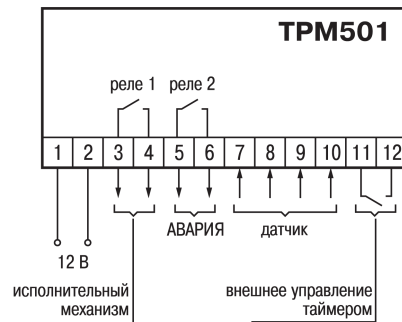 ТРМ501
реле 1 реле 2
1 2 3 4 5 6 7 8 9 10 11 12
АВАРИЯ датчик
12 В
исполнительный
механизм
внешнее управление
таймером